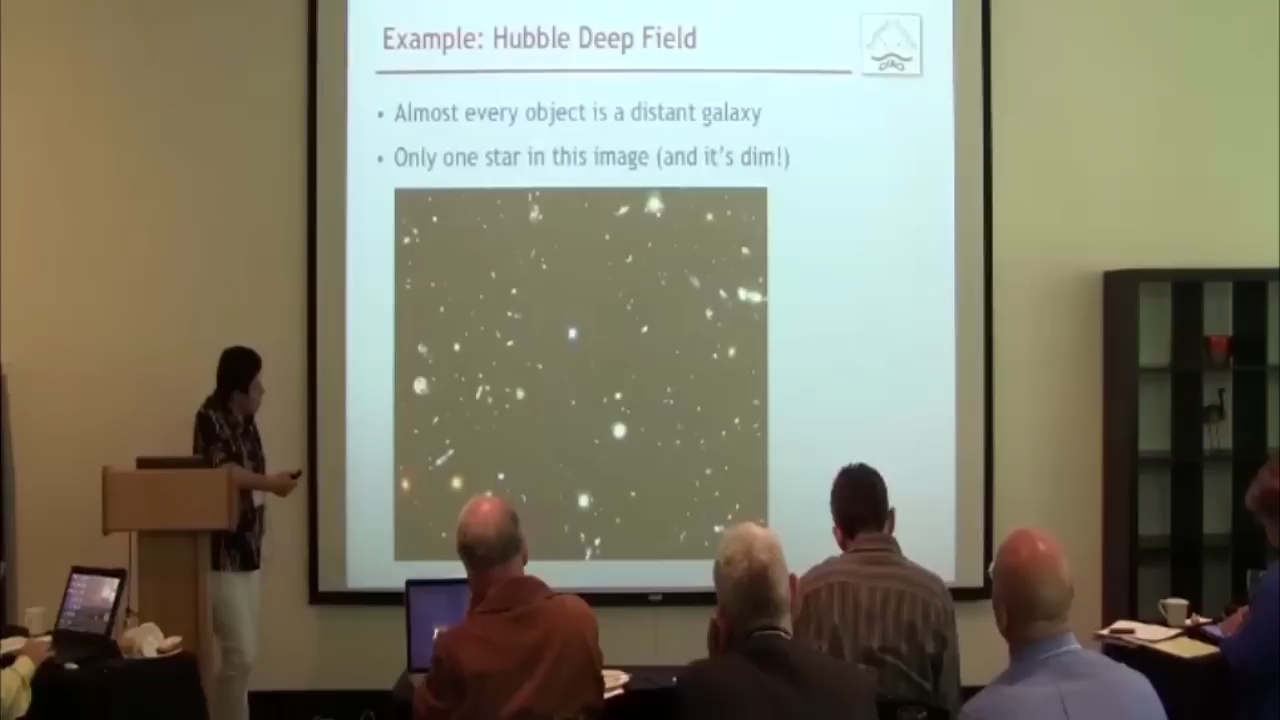 Example: Hubble Deep Field
• Almost every object is a distant galaxy
• Only one star in this image (and it's dim!)